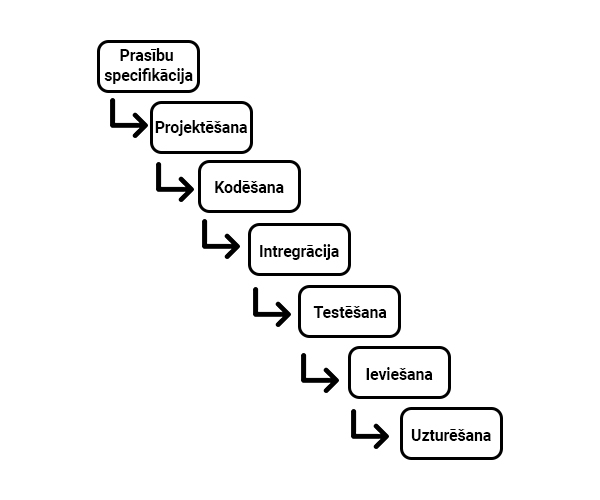 Prasību
specifikācija
Projektēšana
Kodēšana
Intregrācija
Testēšana
Ieviešana
Uzturēšana